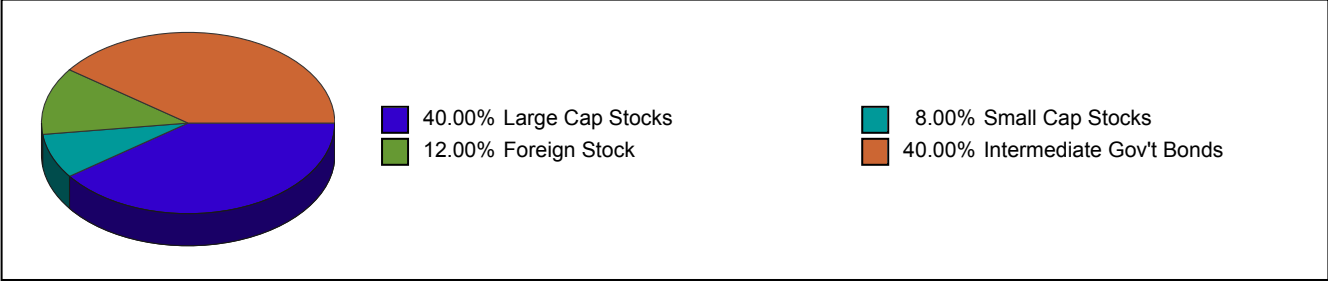 40.00% Large Cap Stocks
8.00% Small Cap Stocks
12.00% Foreign Stock
40.00% Intermediate Gov't Bonds